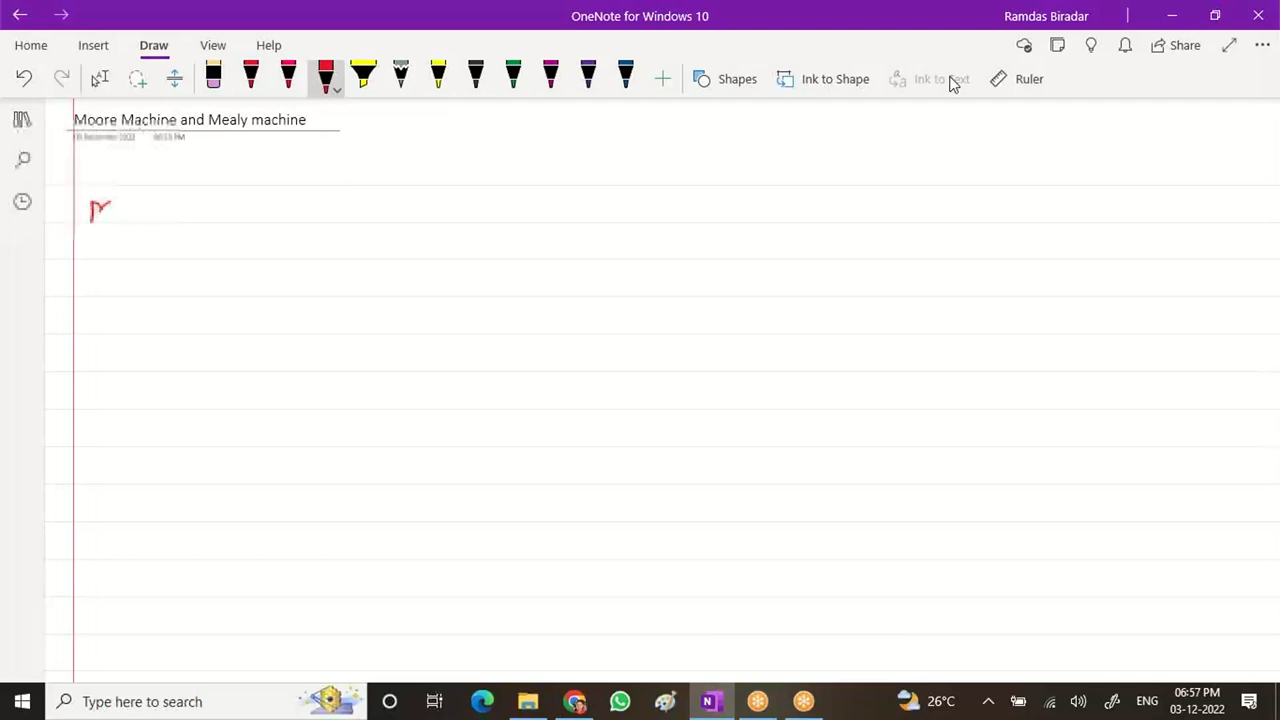 OneNote for Windows 10
Ramdas Biradar
Home Insert Draw View Help
Share
Shapes Ink to Shape Ink to Text Ruler
Moore Machine and Mealy machine
Type here to search
26°C
ENG
06:57 PM
03-12-2022